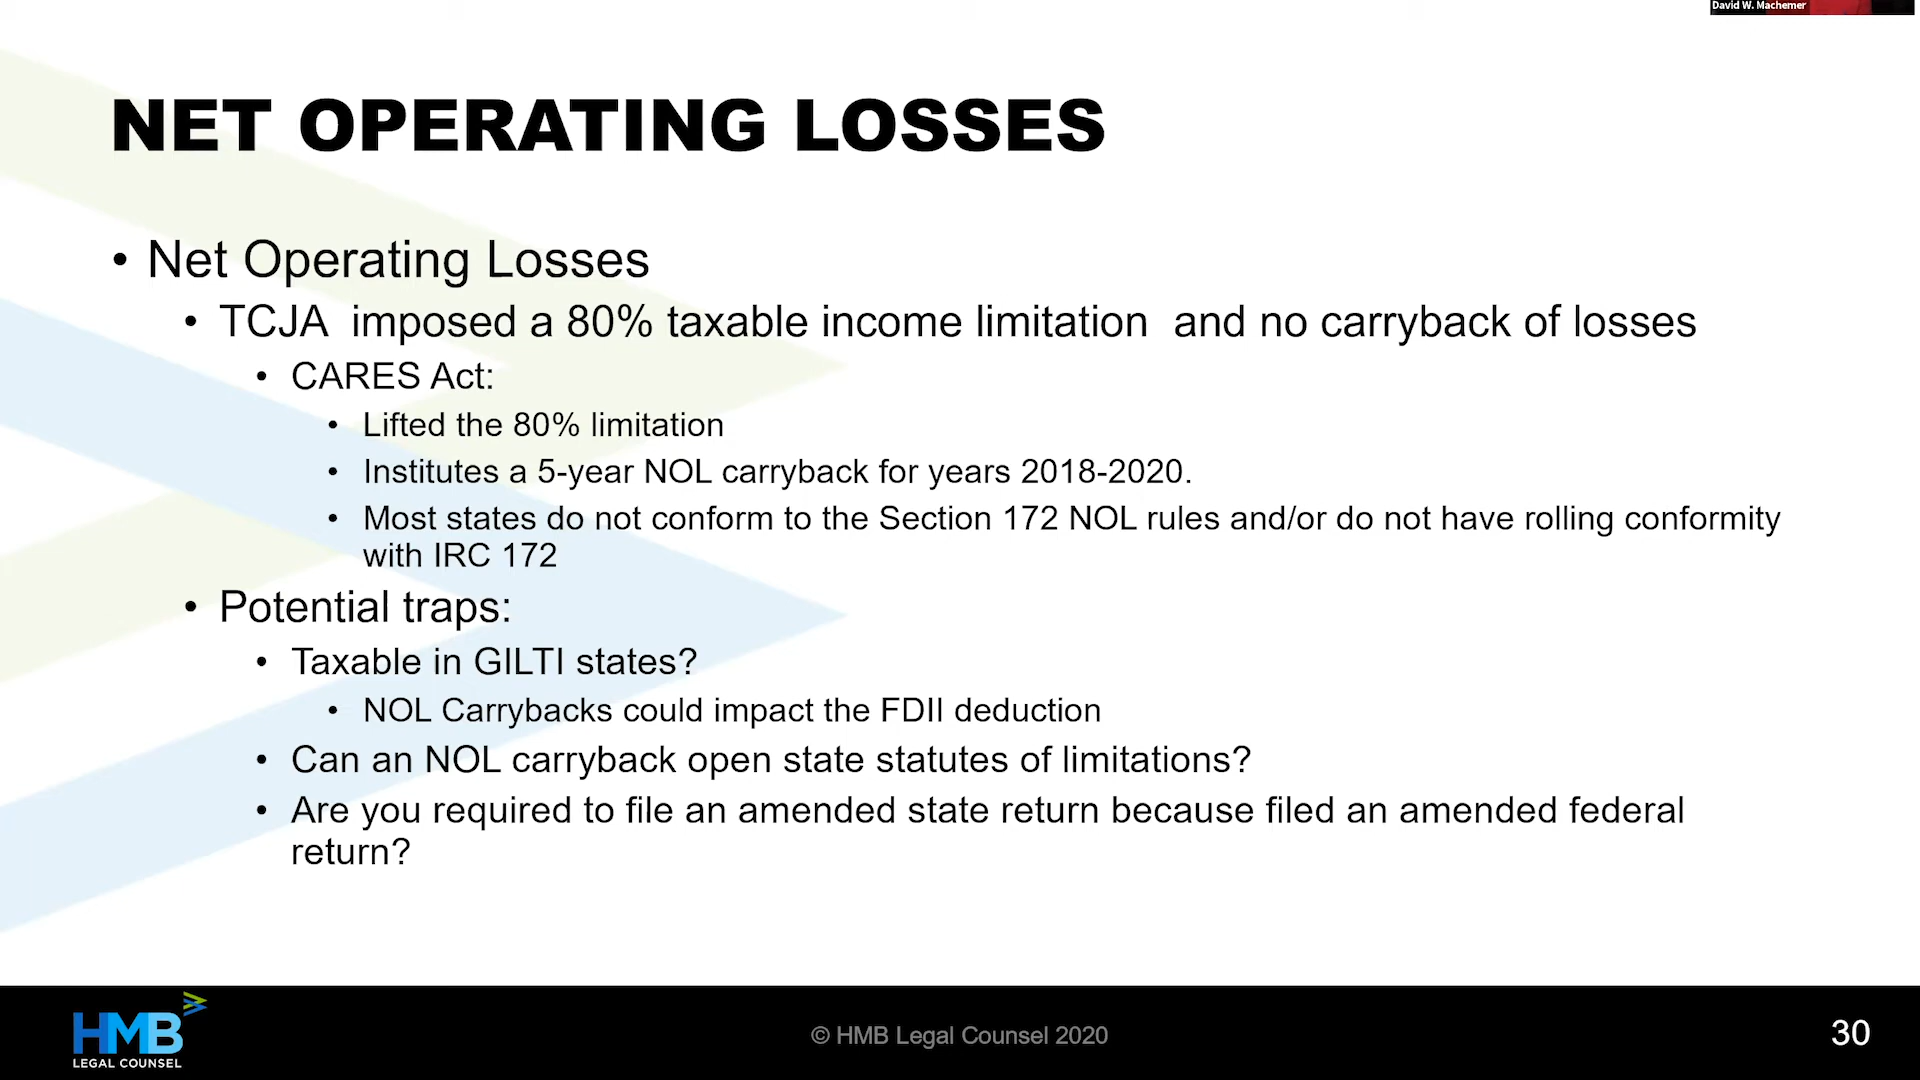 David W. Machemer
NET OPERATING LOSSES
• Net Operating Losses
• TCJA imposed a 80% taxable income limitation and no carryback of losses
• CARES Act:
• Lifted the 80% limitation
• Institutes a 5-year NOL carryback for years 2018-2020.
• Most states do not conform to the Section 172 NOL rules and/or do not have rolling conformity
with IRC 172
• Potential traps:
• Taxable in GILTI states?
• NOL Carrybacks could impact the FDII deduction
• Can an NOL carryback open state statutes of limitations?
• Are you required to file an amended state return because filed an amended federal
return?
HMB
LEGAL COUNSEL
© HMB Legal Counsel 2020
30